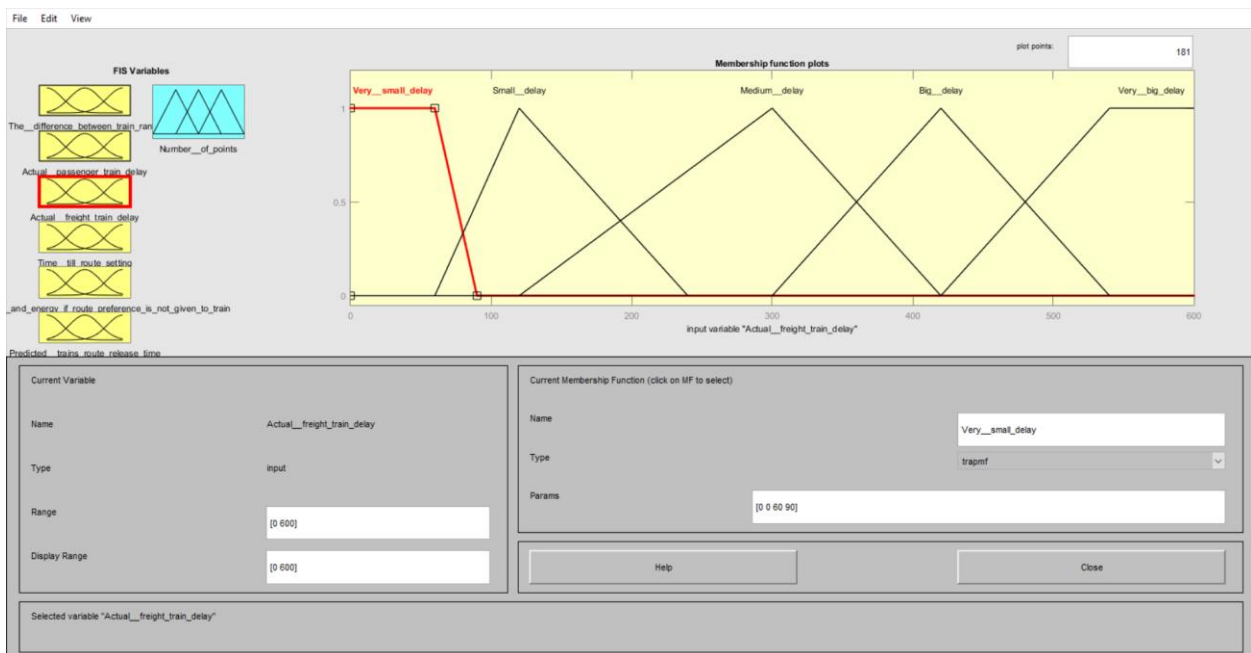 File Edit View
plot points: 181
FIS Variables
Membership function plots
The__difference_between_train_ran
Number__of_points
Actual__passenger_train_delay
Actual__freight_train_delay
Time__till_route_setting
_and_energy_if_route_preference_is_not_given_to_train
Predicted__trains_route_release_time
Very__small_delay Small__delay Medium__delay Big__delay Very__big_delay
1
0.5
0
0 100 200 300 400 500 600
input variable "Actual__freight_train_delay"
Current Variable
Name Actual__freight_train_delay
Type input
Range [0 600]
Display Range [0 600]
Current Membership Function (click on MF to select)
Name Very__small_delay
Type trapmf
Params [0 0 60 90]
Help Close
Selected variable "Actual__freight_train_delay"